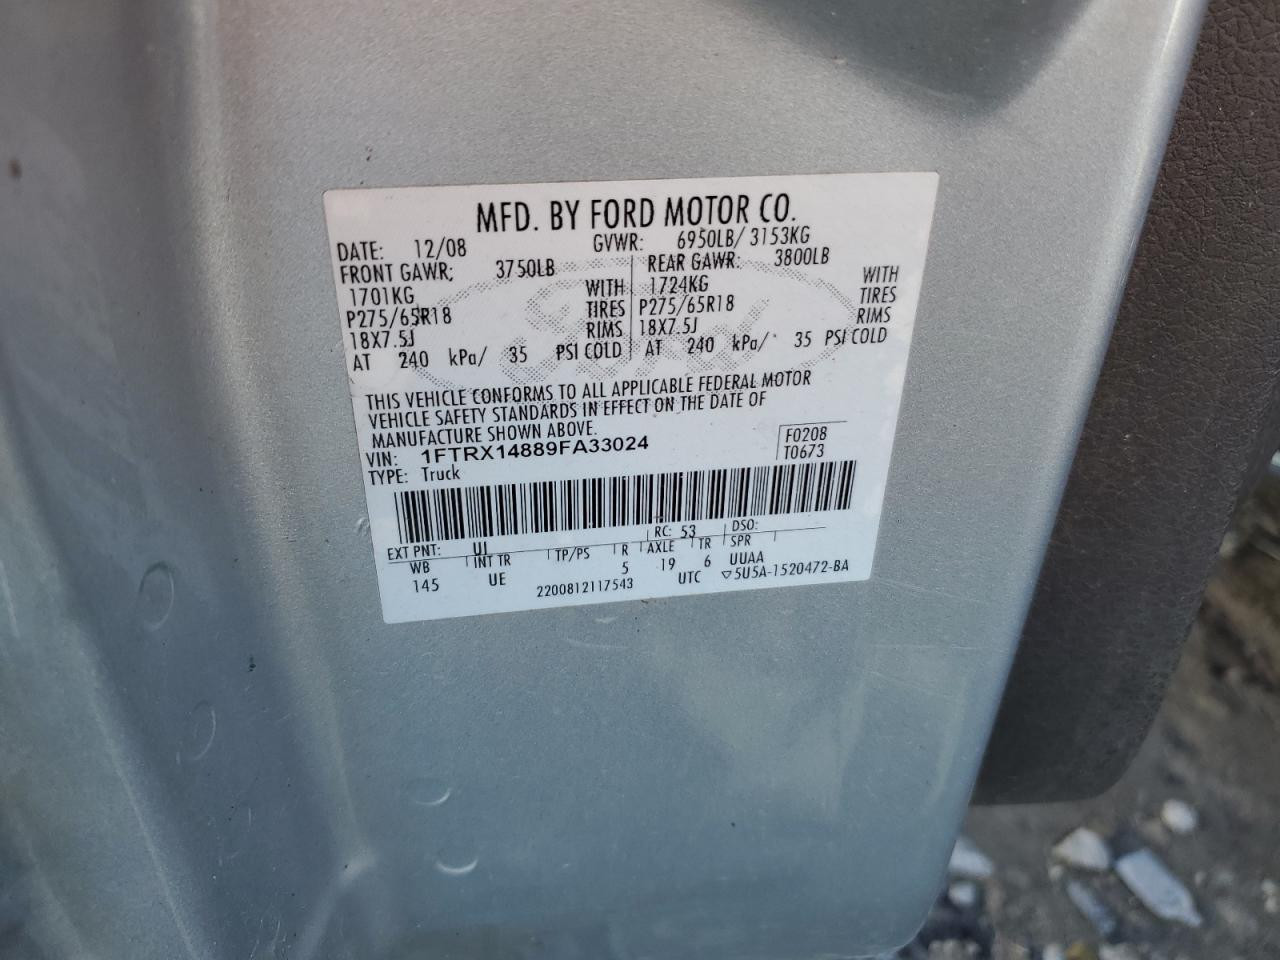 MFD. BY FORD MOTOR CO.
DATE: 12/08 GVWR: 6950LB/ 3153KG
FRONT GAWR: 3750LB REAR GAWR: 3800LB
1701KG WITH 1724KG WITH
P275/65R18 TIRES P275/65R18 TIRES
18X7.5J RIMS 18X7.5J RIMS
AT 240 kPa/ 35 PSI COLD AT 240 kPa/ 35 PSI COLD
THIS VEHICLE CONFORMS TO ALL APPLICABLE FEDERAL MOTOR
VEHICLE SAFETY STANDARDS IN EFFECT ON THE DATE OF
MANUFACTURE SHOWN ABOVE.
VIN: 1FTRX14889FA33024 F0208
TYPE: Truck T0673
EXT PNT: UI RC: 53 DSO:
WB INT TR TP/PS R AXLE TR SPR
145 UE 5 19 6 UUAA
2200812117543 UTC ▽5U5A-1520472-BA